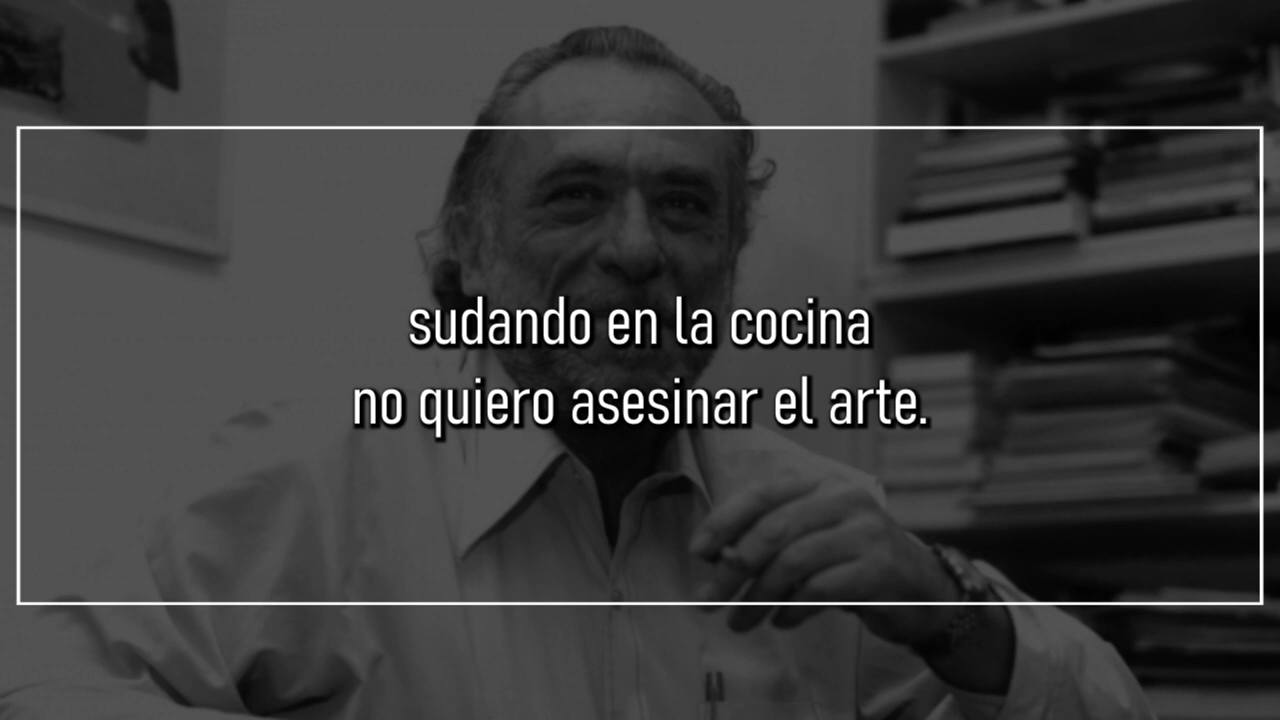 sudando en la cocina
no quiero asesinar el arte.